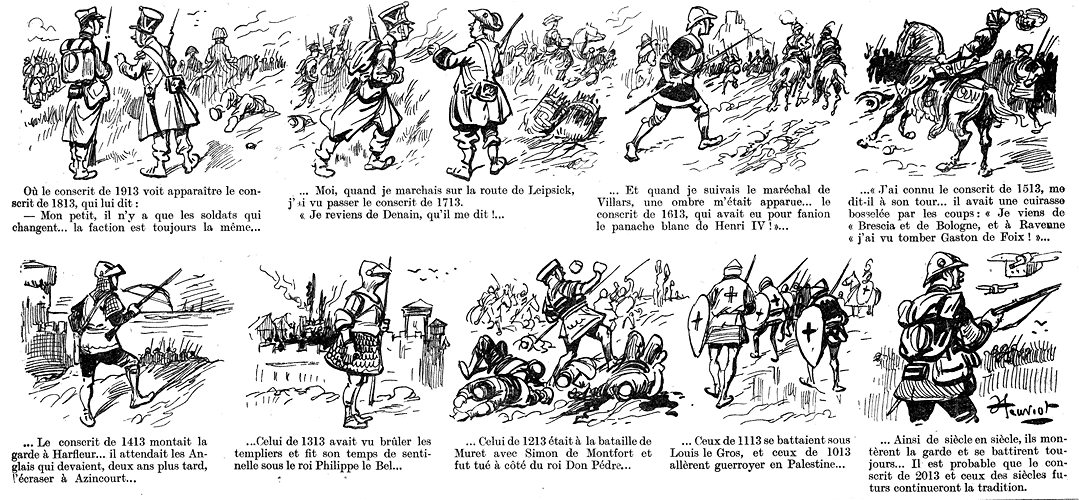 Où le conscrit de 1913 voit apparaître le con-
scrit de 1813, qui lui dit :
— Mon petit, il n'y a que les soldats qui
changent... la faction est toujours la même...
... Moi, quand je marchais sur la route de Leipsick,
j'ai vu passer le conscrit de 1713.
« Je reviens de Denain, qu'il me dit !...
... Et quand je suivais le maréchal de
Villars, une ombre m'était apparue... le
conscrit de 1613, qui avait eu pour fanion
le panache blanc de Henri IV ! »...
...« J'ai connu le conscrit de 1513, me
dit-il à son tour... il avait une cuirasse
bosselée par les coups : « Je viens de
« Brescia et de Bologne, et à Ravenne
« j'ai vu tomber Gaston de Foix ! »...
... Le conscrit de 1413 montait la
garde à Harfleur... il attendait les An-
glais qui devaient, deux ans plus tard,
l'écraser à Azincourt...
...Celui de 1313 avait vu brûler les
templiers et fit son temps de senti-
nelle sous le roi Philippe le Bel...
... Celui de 1213 était à la bataille de
Muret avec Simon de Montfort et
fut tué à côté du roi Don Pédre...
... Ceux de 1113 se battaient sous
Louis le Gros, et ceux de 1013
allèrent guerroyer en Palestine...
Henriot
... Ainsi de siècle en siècle, ils mon-
tèrent la garde et se battirent tou-
jours... Il est probable que le con-
scrit de 2013 et ceux des siècles fu-
turs continueront la tradition.